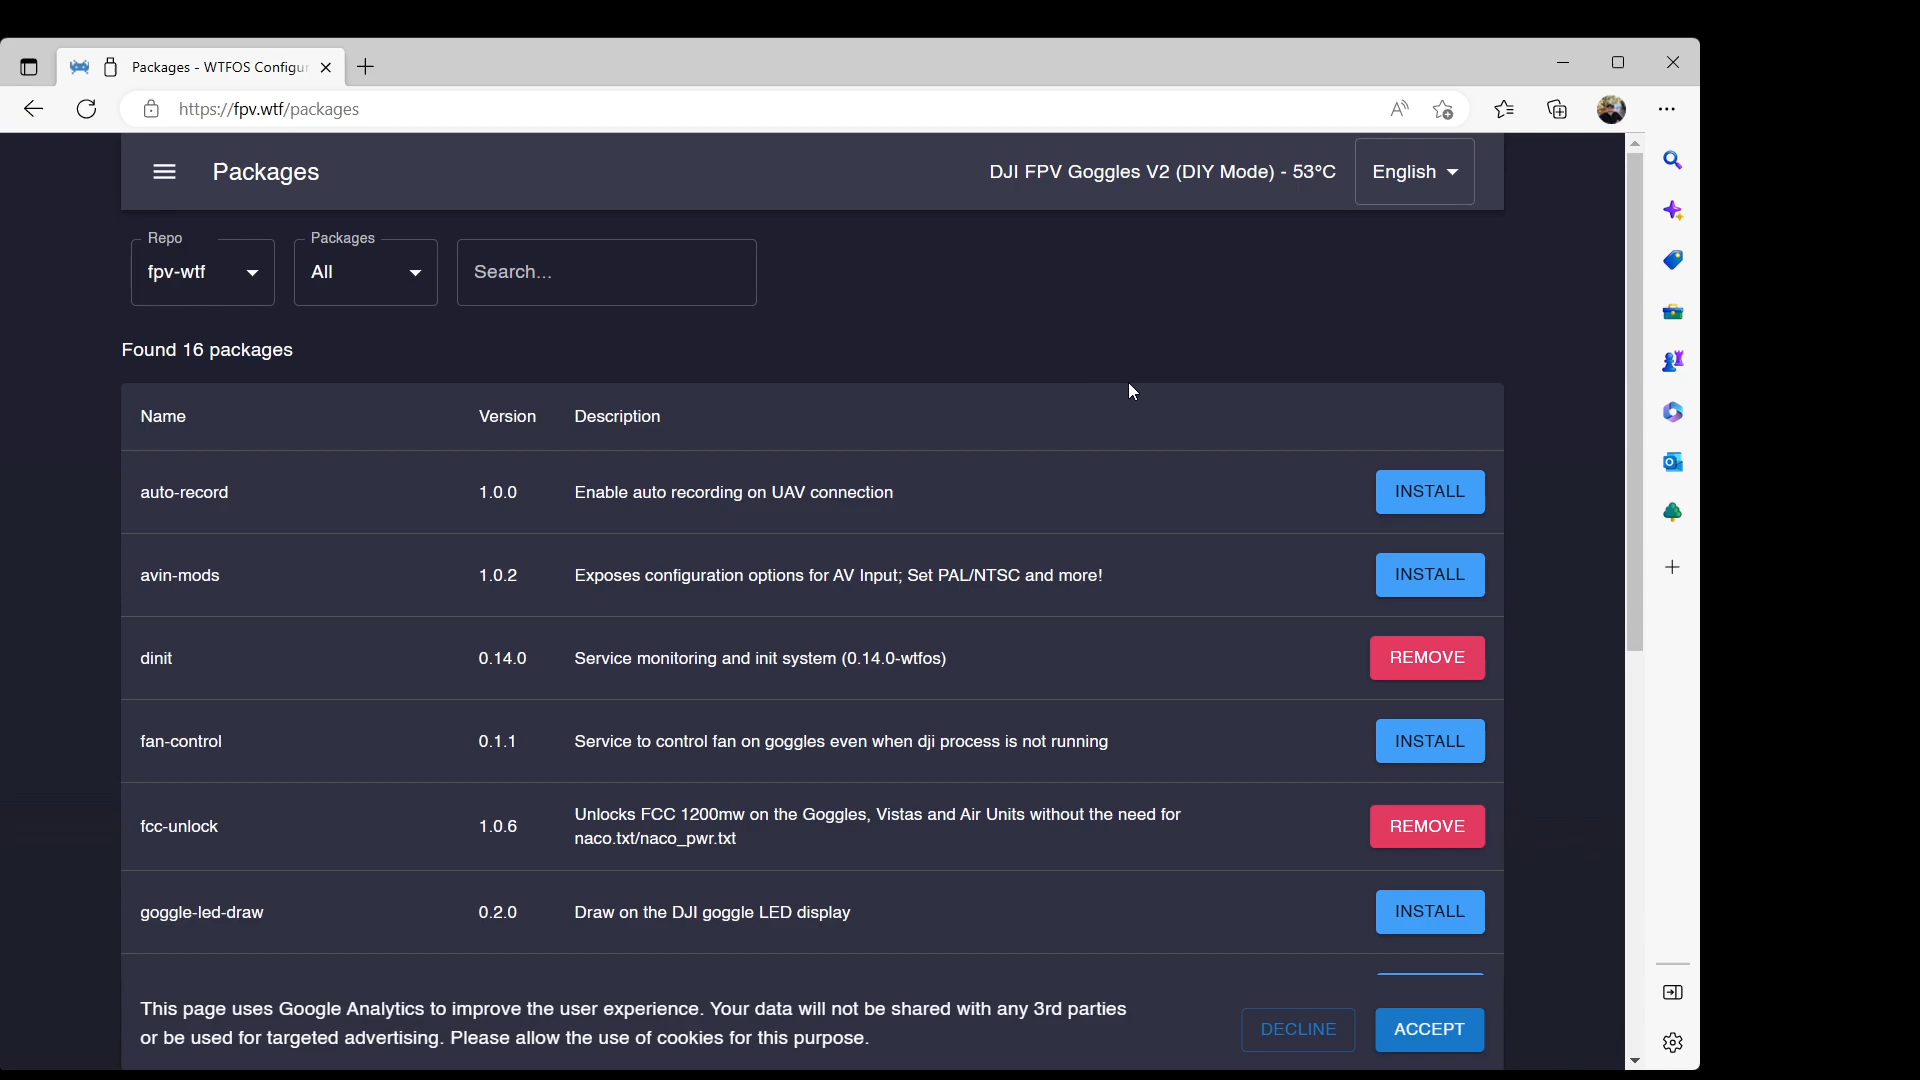 Packages - WTFOS Configur
https://fpv.wtf/packages
Packages
DJI FPV Goggles V2 (DIY Mode) - 53°C
English
Repo
fpv-wtf
Packages
All
Search...
Found 16 packages
Name Version Description
auto-record 1.0.0 Enable auto recording on UAV connection INSTALL
avin-mods 1.0.2 Exposes configuration options for AV Input; Set PAL/NTSC and more! INSTALL
dinit 0.14.0 Service monitoring and init system (0.14.0-wtfos) REMOVE
fan-control 0.1.1 Service to control fan on goggles even when dji process is not running INSTALL
fcc-unlock 1.0.6 Unlocks FCC 1200mw on the Goggles, Vistas and Air Units without the need for
naco.txt/naco_pwr.txt REMOVE
goggle-led-draw 0.2.0 Draw on the DJI goggle LED display INSTALL
This page uses Google Analytics to improve the user experience. Your data will not be shared with any 3rd parties
or be used for targeted advertising. Please allow the use of cookies for this purpose.
DECLINE ACCEPT